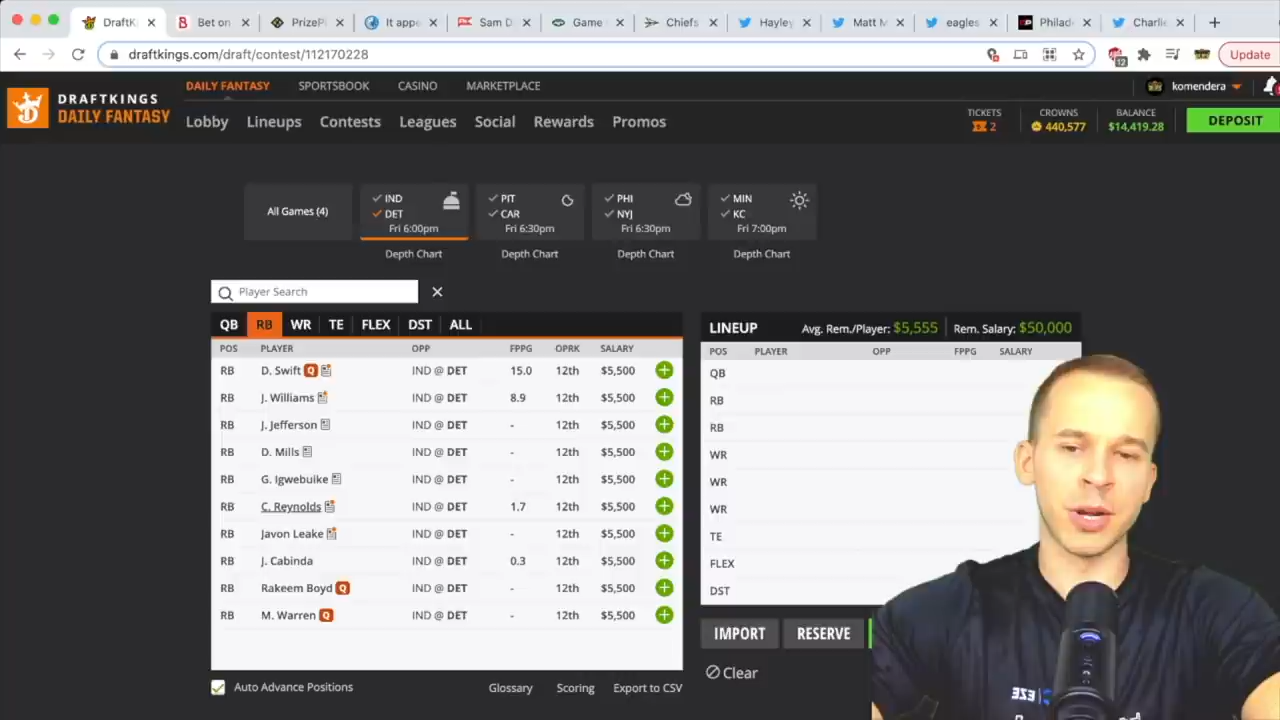 DraftK
Bet on
PrizePi
It appe
Sam D
Game
Chiefs
Hayley
Matt M
eagles
Philad
Charlie
draftkings.com/draft/contest/112170228
12
Update
DRAFTKINGS
DAILY FANTASY
DAILY FANTASY SPORTSBOOK CASINO MARKETPLACE
komendera
Lobby Lineups Contests Leagues Social Rewards Promos
TICKETS
2
CROWNS
440,577
BALANCE
$14,419.28
DEPOSIT
All Games (4)
IND
DET
Fri 6:00pm
Depth Chart
PIT
CAR
Fri 6:30pm
Depth Chart
PHI
NYJ
Fri 6:30pm
Depth Chart
MIN
KC
Fri 7:00pm
Depth Chart
Player Search
QB RB WR TE FLEX DST ALL
POS PLAYER OPP FPPG OPRK SALARY
RB D. Swift Q IND @ DET 15.0 12th $5,500
RB J. Williams IND @ DET 8.9 12th $5,500
RB J. Jefferson IND @ DET - 12th $5,500
RB D. Mills IND @ DET - 12th $5,500
RB G. Igwebuike IND @ DET - 12th $5,500
RB C. Reynolds IND @ DET 1.7 12th $5,500
RB Javon Leake IND @ DET - 12th $5,500
RB J. Cabinda IND @ DET 0.3 12th $5,500
RB Rakeem Boyd Q IND @ DET - 12th $5,500
RB M. Warren Q IND @ DET - 12th $5,500
Auto Advance Positions
Glossary Scoring Export to CSV
LINEUP Avg. Rem./Player: $5,555 Rem. Salary: $50,000
POS PLAYER OPP FPPG SALARY
QB
RB
RB
WR
WR
WR
TE
FLEX
DST
IMPORT RESERVE
Clear